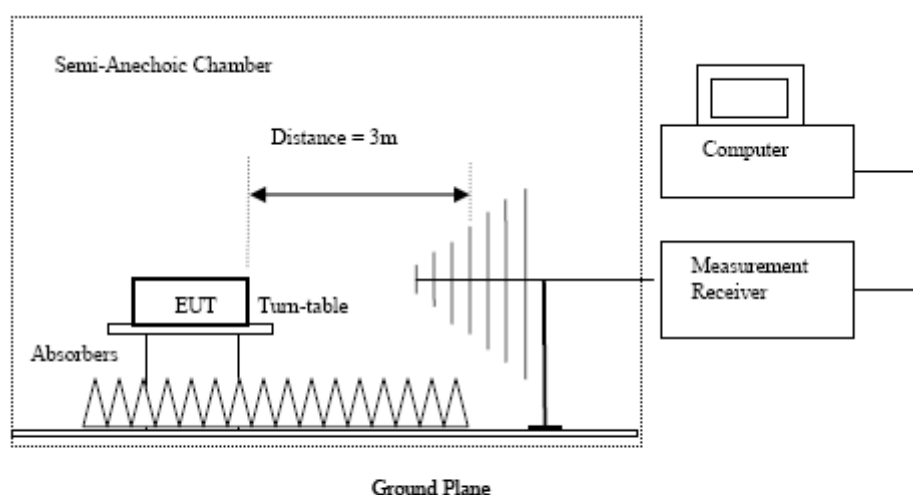 Semi-Anechoic Chamber
Distance = 3m
Computer
Measurement
Receiver
EUT
Turn-table
Absorbers
Ground Plane